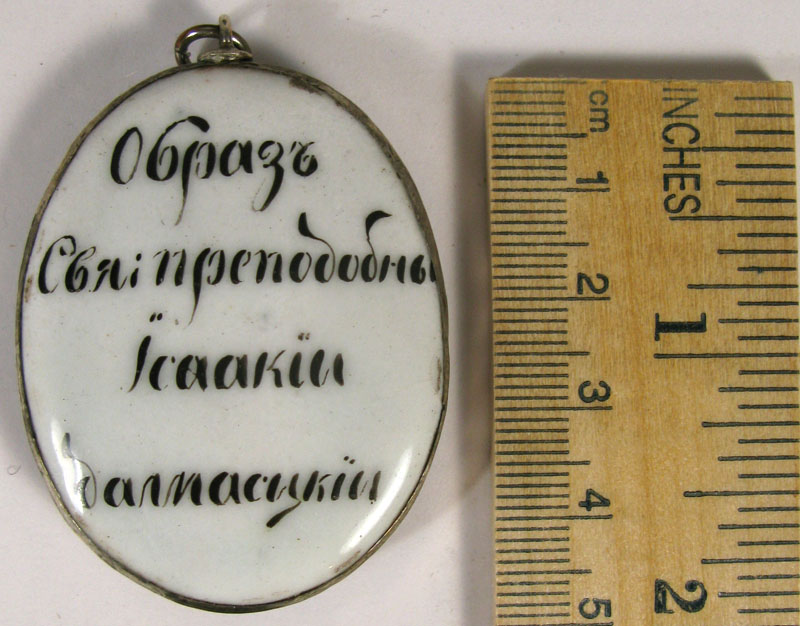 Образъ
Свя: преподобны
Їсаакїи
далмасцкїи
cm
1
2
3
4
5
INCHES
1
2